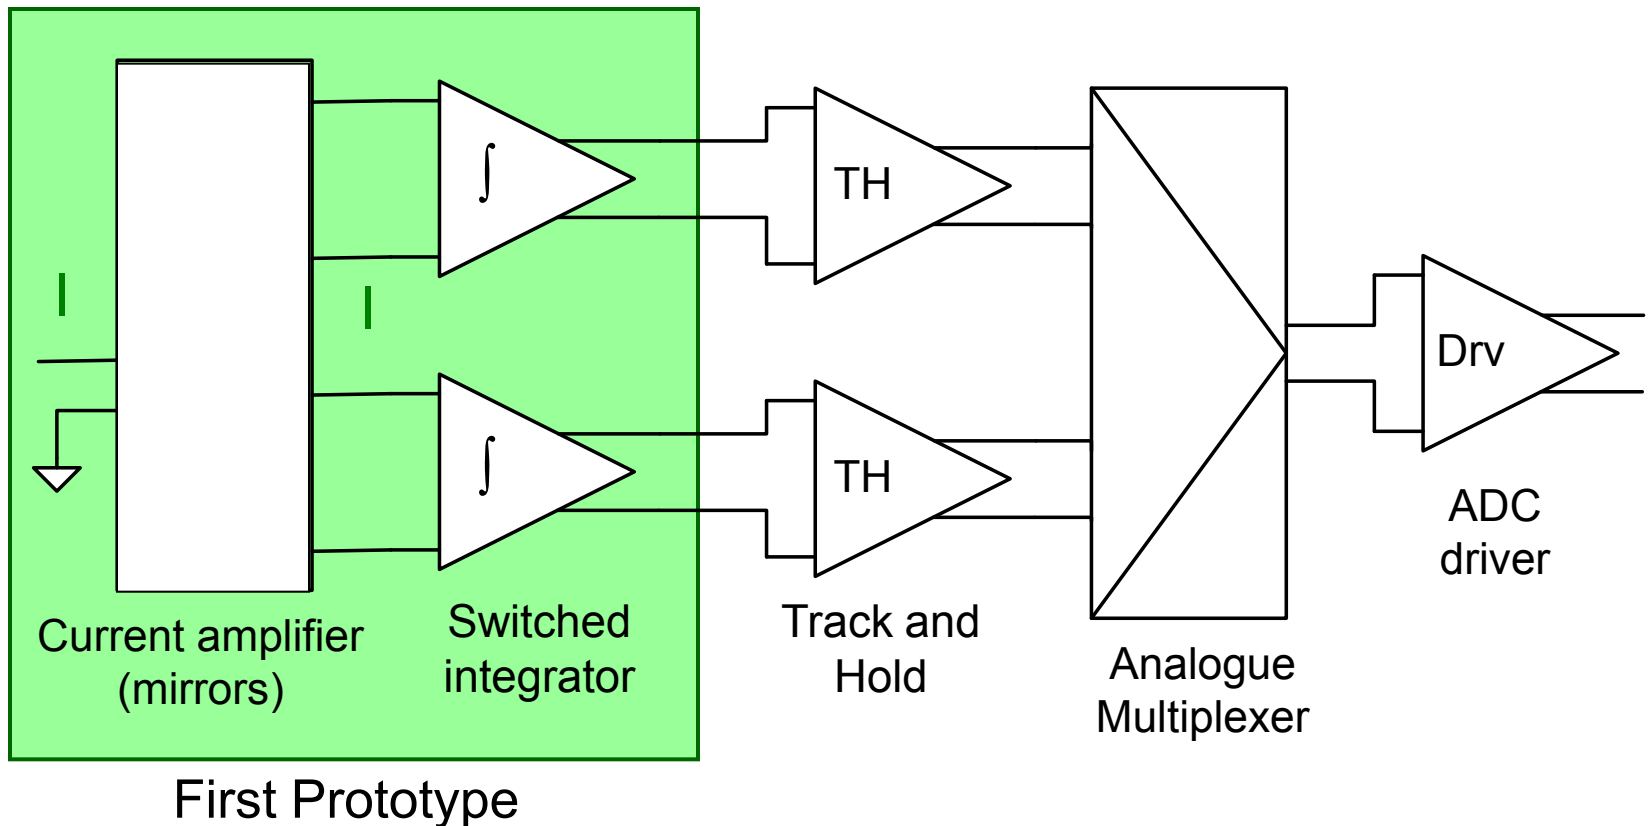 I
I
∫
∫
TH
TH
Drv
Current amplifier
(mirrors)
Switched
integrator
Track and
Hold
Analogue
Multiplexer
ADC
driver
First Prototype